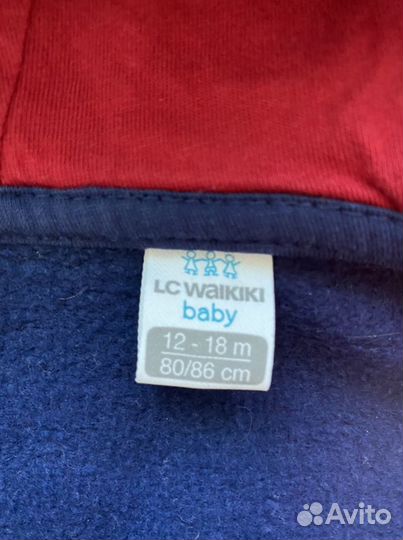 LC WAIKIKI
baby
12 - 18 m
80/86 cm
Avito